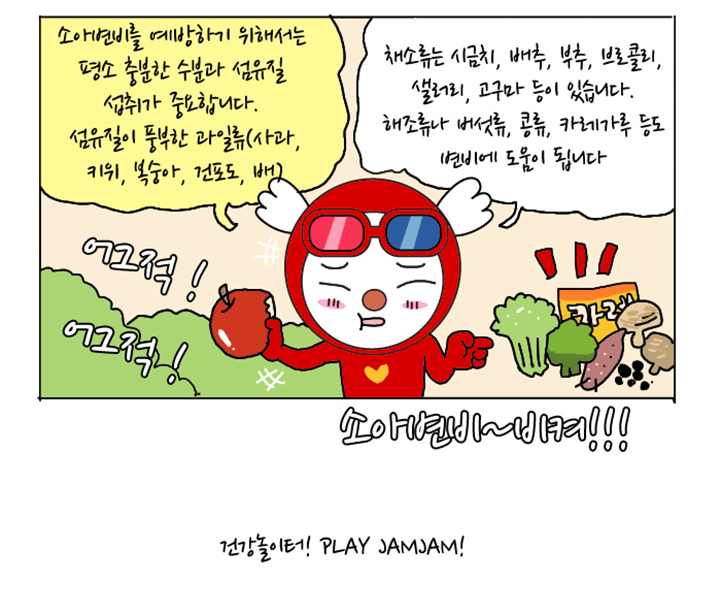 소아변비를 예방하기 위해서는
평소 충분한 수분과 섬유질
섭취가 중요합니다.
섬유질이 풍부한 과일류(사과,
키위, 복숭아, 건포도, 배)
채소류는 시금치, 배추, 부추, 브로콜리,
샐러리, 고구마 등이 있습니다.
해조류나 버섯류, 콩류, 카레가루 등도
변비에 도움이 됩니다
어그적!
어그적!
카레
소아변비~비켜!!!
건강놀이터! PLAY JAMJAM!